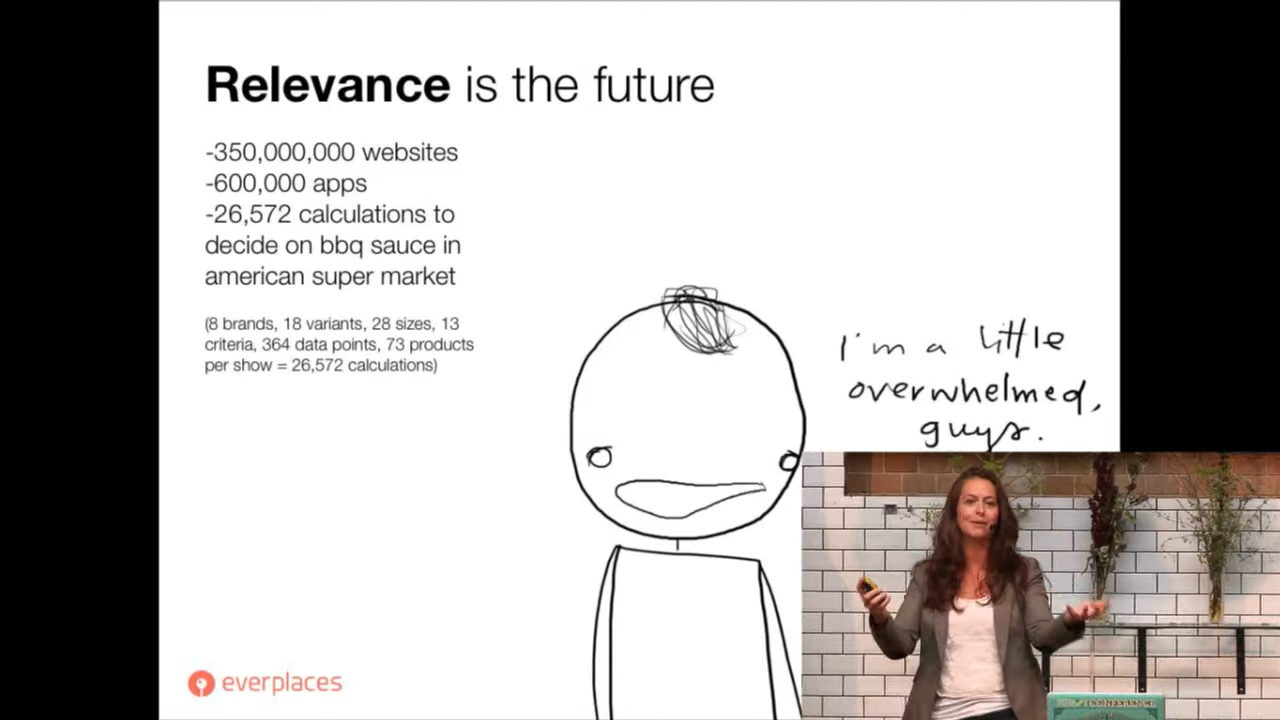 Relevance is the future
-350,000,000 websites
-600,000 apps
-26,572 calculations to
decide on bbq sauce in
american super market
(8 brands, 18 variants, 28 sizes, 13
criteria, 364 data points, 73 products
per show = 26,572 calculations)
I'm a little
overwhelmed,
guys.
everplaces
CONFERENCE